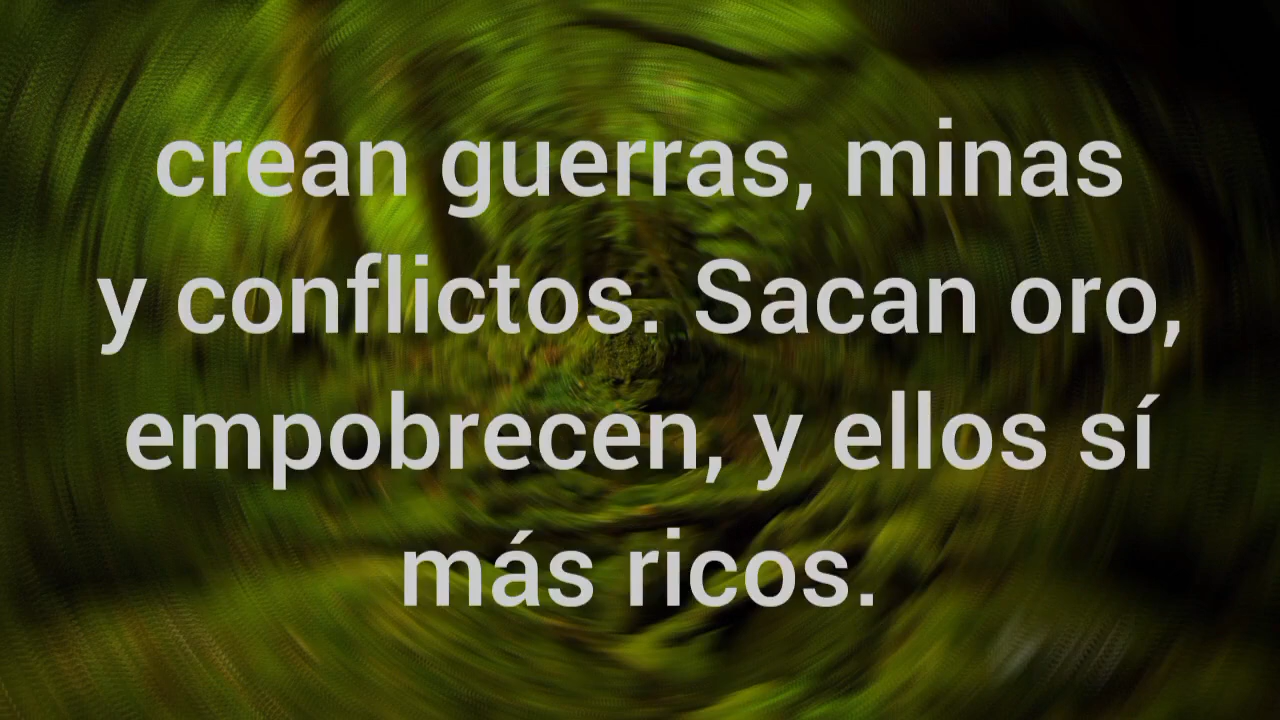 crean guerras, minas
y conflictos. Sacan oro,
empobrecen, y ellos sí
más ricos.